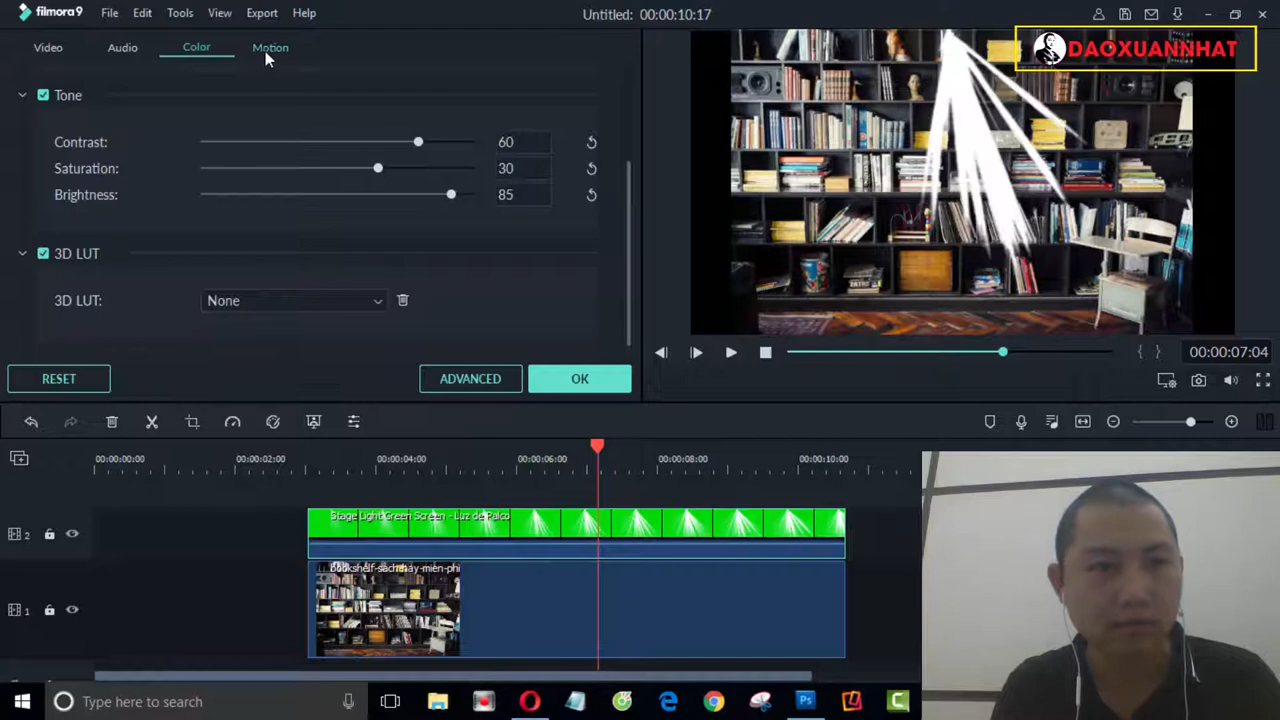 filmora9 File Edit Tools View Export Help Untitled: 00:00:10:17
DAOXUANNHAT
Video Audio Color Motion
Tone
Contrast: 60
Saturation: 30
Brightness: 85
3D LUT
3D LUT: None
RESET ADVANCED OK
00:00:07:04
00:00:00:00 00:00:02:00 00:00:04:00 00:00:06:00 00:00:08:00 00:00:10:00
Stage Light Green Screen - Luz de Palco
2
bookshelf-sachhay-mien-phi
1
Type here to search